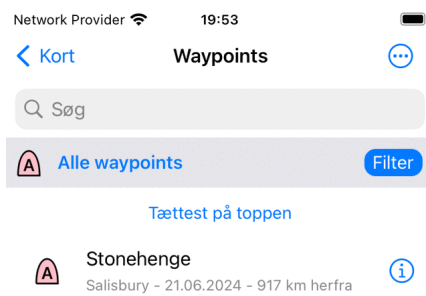 Network Provider 19:53
Kort Waypoints
Søg
A Alle waypoints Filter
Tættest på toppen
A Stonehenge
Salisbury - 21.06.2024 - 917 km herfra